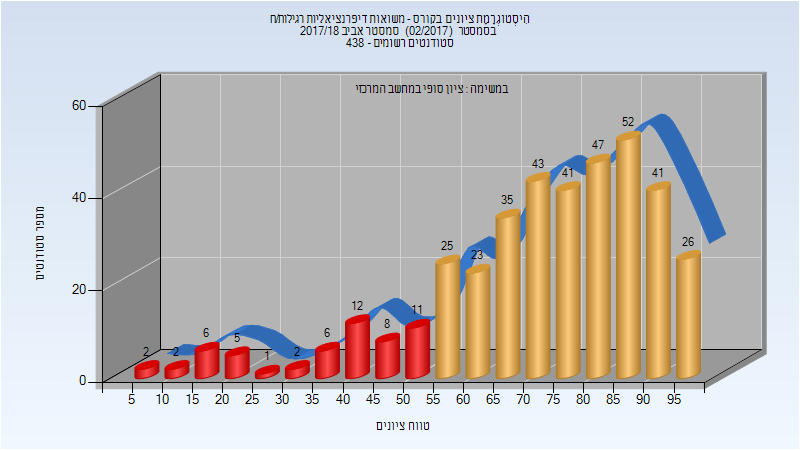 היסטוגרמת ציונים בקורס - משוואות דיפרנציאליות רגילות/ח
בסמסטר (02/2017) סמסטר אביב 2017/18
סטודנטים רשומים - 438
במשימה : ציון סופי במחשב המרכזי
מספר סטודנטים
60
40
20
0
2 2 6 5 1 2 6 12 8 11 25 23 35 43 41 47 52 41 26
5 10 15 20 25 30 35 40 45 50 55 60 65 70 75 80 85 90 95
טווח ציונים